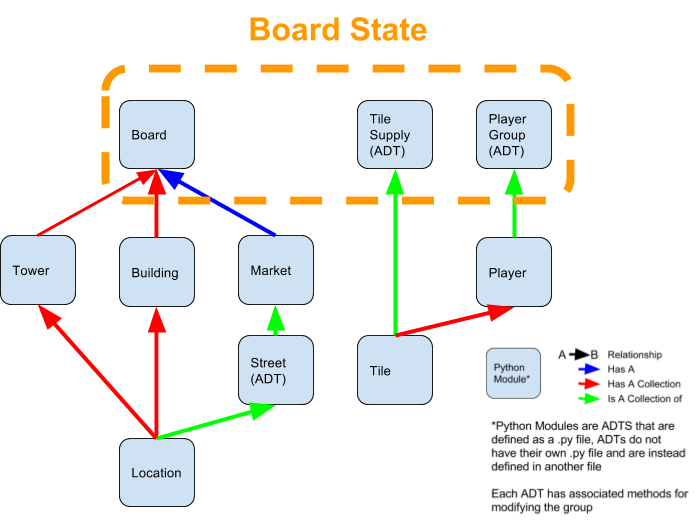 Board State
Board
Tile
Supply
(ADT)
Player
Group
(ADT)
Tower
Building
Market
Player
Street
(ADT)
Tile
Location
Python
Module*
A B Relationship
Has A
Has A Collection
Is A Collection of
*Python Modules are ADTS that are
defined as a .py file, ADTs do not
have their own .py file and are instead
defined in another file
Each ADT has associated methods for
modifying the group